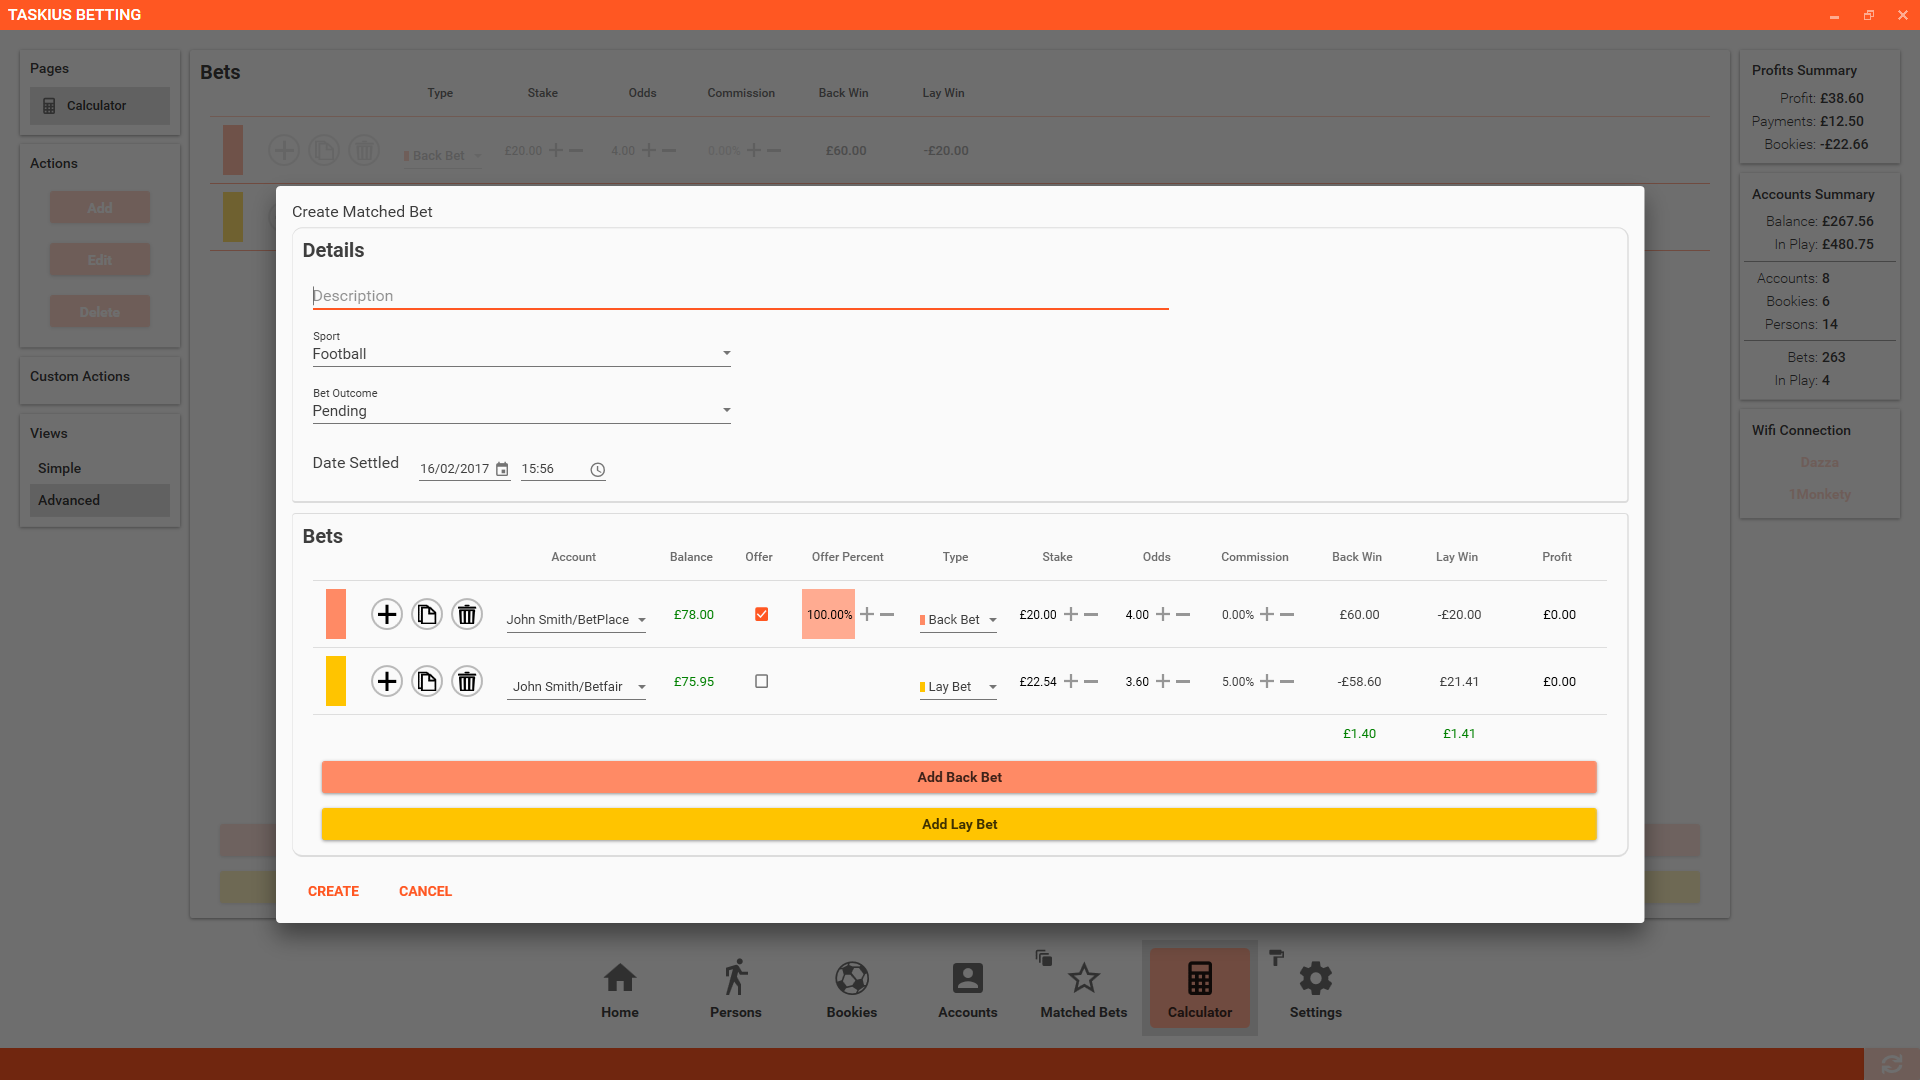 TASKIUS BETTING
Pages
Calculator
Actions
Add
Edit
Delete
Custom Actions
Views
Simple
Advanced
Bets
Type Stake Odds Commission Back Win Lay Win
Back Bet £20.00 4.00 0.00% £60.00 -£20.00
Create Matched Bet
Details
Description
Sport
Football
Bet Outcome
Pending
Date Settled 16/02/2017 15:56
Bets
Account Balance Offer Offer Percent Type Stake Odds Commission Back Win Lay Win Profit
John Smith/BetPlace £78.00 100.00% Back Bet £20.00 4.00 0.00% £60.00 -£20.00 £0.00
John Smith/Betfair £75.95 Lay Bet £22.54 3.60 5.00% -£58.60 £21.41 £0.00
£1.40 £1.41
Add Back Bet
Add Lay Bet
CREATE CANCEL
Profits Summary
Profit: £38.60
Payments: £12.50
Bookies: -£22.66
Accounts Summary
Balance: £267.56
In Play: £480.75
Accounts: 8
Bookies: 6
Persons: 14
Bets: 263
In Play: 4
Wifi Connection
Dazza
1Monkety
Home Persons Bookies Accounts Matched Bets Calculator Settings